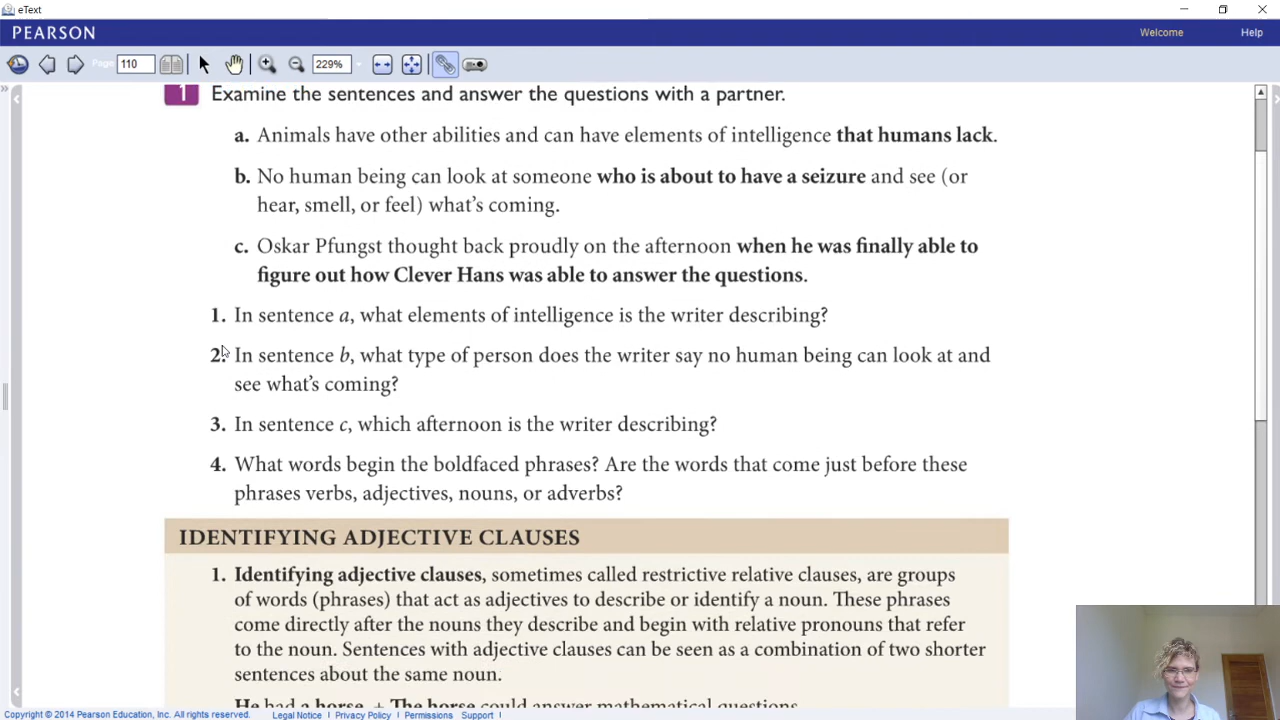 eText
PEARSON
Welcome
Help
Page 110
229%
1 Examine the sentences and answer the questions with a partner.
a. Animals have other abilities and can have elements of intelligence that humans lack.
b. No human being can look at someone who is about to have a seizure and see (or
hear, smell, or feel) what's coming.
c. Oskar Pfungst thought back proudly on the afternoon when he was finally able to
figure out how Clever Hans was able to answer the questions.
1. In sentence a, what elements of intelligence is the writer describing?
2. In sentence b, what type of person does the writer say no human being can look at and
see what's coming?
3. In sentence c, which afternoon is the writer describing?
4. What words begin the boldfaced phrases? Are the words that come just before these
phrases verbs, adjectives, nouns, or adverbs?
IDENTIFYING ADJECTIVE CLAUSES
1. Identifying adjective clauses, sometimes called restrictive relative clauses, are groups
of words (phrases) that act as adjectives to describe or identify a noun. These phrases
come directly after the nouns they describe and begin with relative pronouns that refer
to the noun. Sentences with adjective clauses can be seen as a combination of two shorter
sentences about the same noun.
He had a horse. + The horse could answer mathematical questions.
Copyright © 2014 Pearson Education, Inc. All rights reserved. Legal Notice | Privacy Policy | Permissions Support |